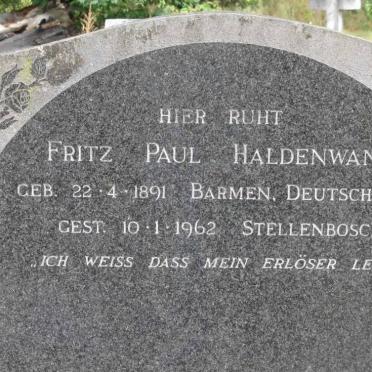 HIER RUHT
FRITZ PAUL HALDENWAN
GEB. 22·4·1891 BARMEN, DEUTSCH
GEST. 10·1·1962 STELLENBOSC
„ICH WEISS DASS MEIN ERLÖSER LE